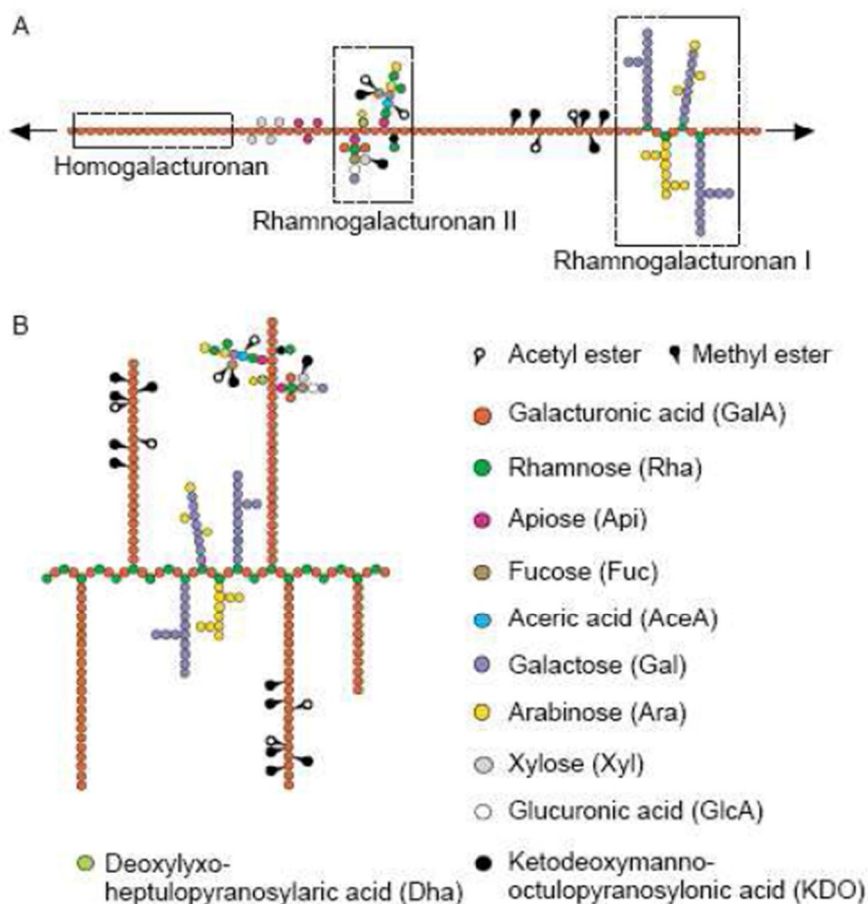 A
Homogalacturonan
Rhamnogalacturonan II
Rhamnogalacturonan I
B
Acetyl ester Methyl ester
Galacturonic acid (GalA)
Rhamnose (Rha)
Apiose (Api)
Fucose (Fuc)
Aceric acid (AceA)
Galactose (Gal)
Arabinose (Ara)
Xylose (Xyl)
Glucuronic acid (GlcA)
Deoxylyxo-
heptulopyranosylaric acid (Dha)
Ketodeoxymanno-
octulopyranosylonic acid (KDO)